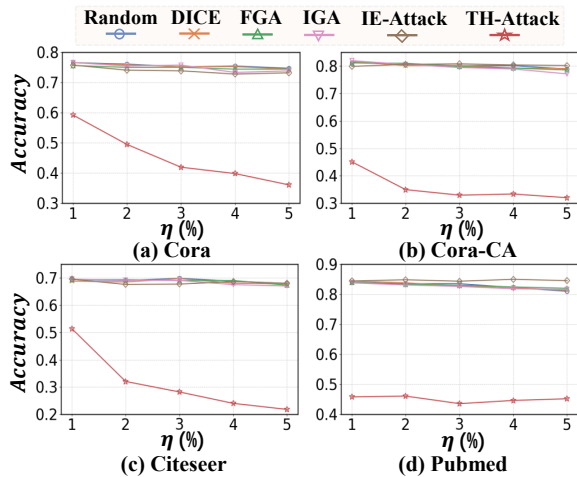 Random DICE FGA IGA IE-Attack TH-Attack
Accuracy
0.8
0.7
0.6
0.5
0.4
0.3
1 2 3 4 5
η (%)
(a) Cora
0.8
0.7
0.6
0.5
0.4
0.3
1 2 3 4 5
η (%)
(b) Cora-CA
Accuracy
0.7
0.6
0.5
0.4
0.3
0.2
1 2 3 4 5
η (%)
(c) Citeseer
0.9
0.8
0.7
0.6
0.5
0.4
1 2 3 4 5
η (%)
(d) Pubmed